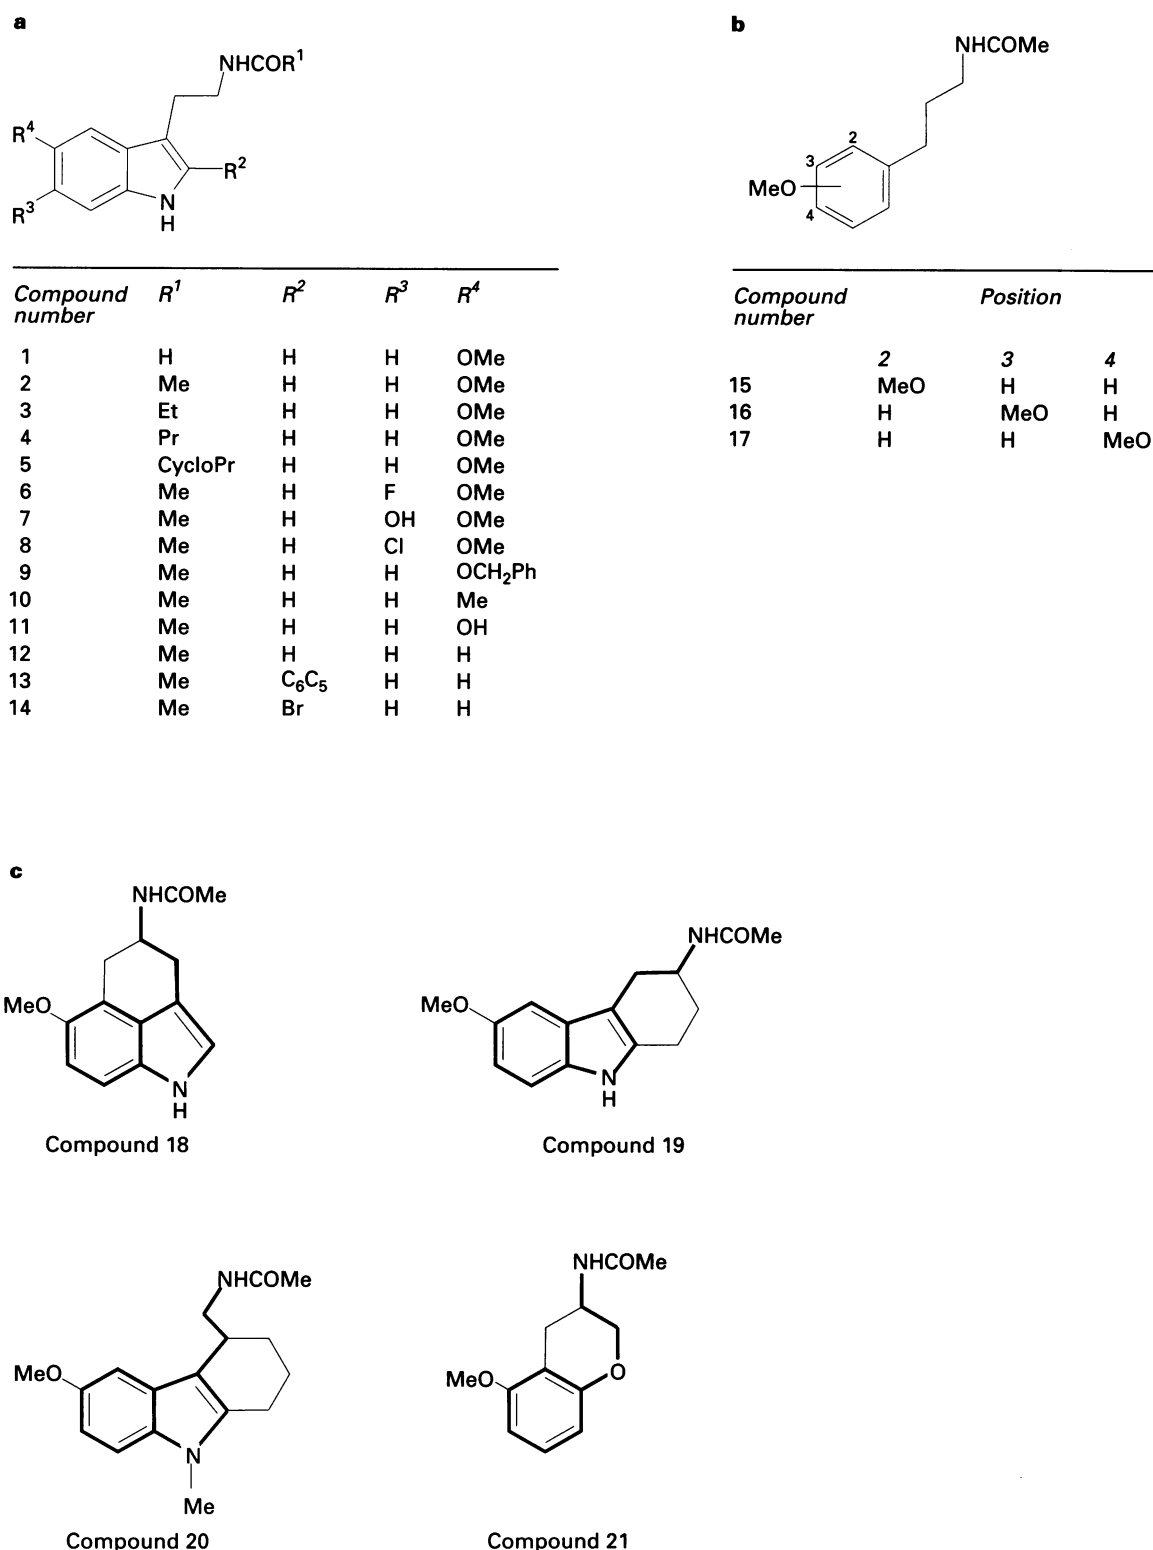 a
NHCOR¹
R⁴
R²
R³
N
H
Compound number R¹ R² R³ R⁴
1 H H H OMe
2 Me H H OMe
3 Et H H OMe
4 Pr H H OMe
5 CycloPr H H OMe
6 Me H F OMe
7 Me H OH OMe
8 Me H Cl OMe
9 Me H H OCH₂Ph
10 Me H H Me
11 Me H H OH
12 Me H H H
13 Me C₆C₅ H H
14 Me Br H H
b
NHCOMe
2
3
MeO
4
Compound number Position
2 3 4
15 MeO H H
16 H MeO H
17 H H MeO
c
NHCOMe
MeO
N
H
Compound 18
NHCOMe
MeO
N
H
Compound 19
NHCOMe
MeO
N
Me
Compound 20
NHCOMe
MeO
O
Compound 21